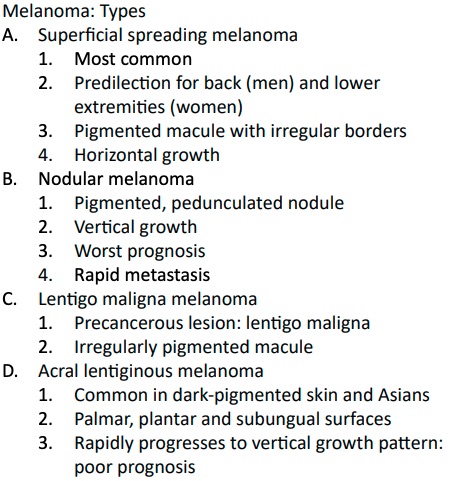 Melanoma: Types
A. Superficial spreading melanoma
1. Most common
2. Predilection for back (men) and lower
extremities (women)
3. Pigmented macule with irregular borders
4. Horizontal growth
B. Nodular melanoma
1. Pigmented, pedunculated nodule
2. Vertical growth
3. Worst prognosis
4. Rapid metastasis
C. Lentigo maligna melanoma
1. Precancerous lesion: lentigo maligna
2. Irregularly pigmented macule
D. Acral lentiginous melanoma
1. Common in dark-pigmented skin and Asians
2. Palmar, plantar and subungual surfaces
3. Rapidly progresses to vertical growth pattern:
poor prognosis